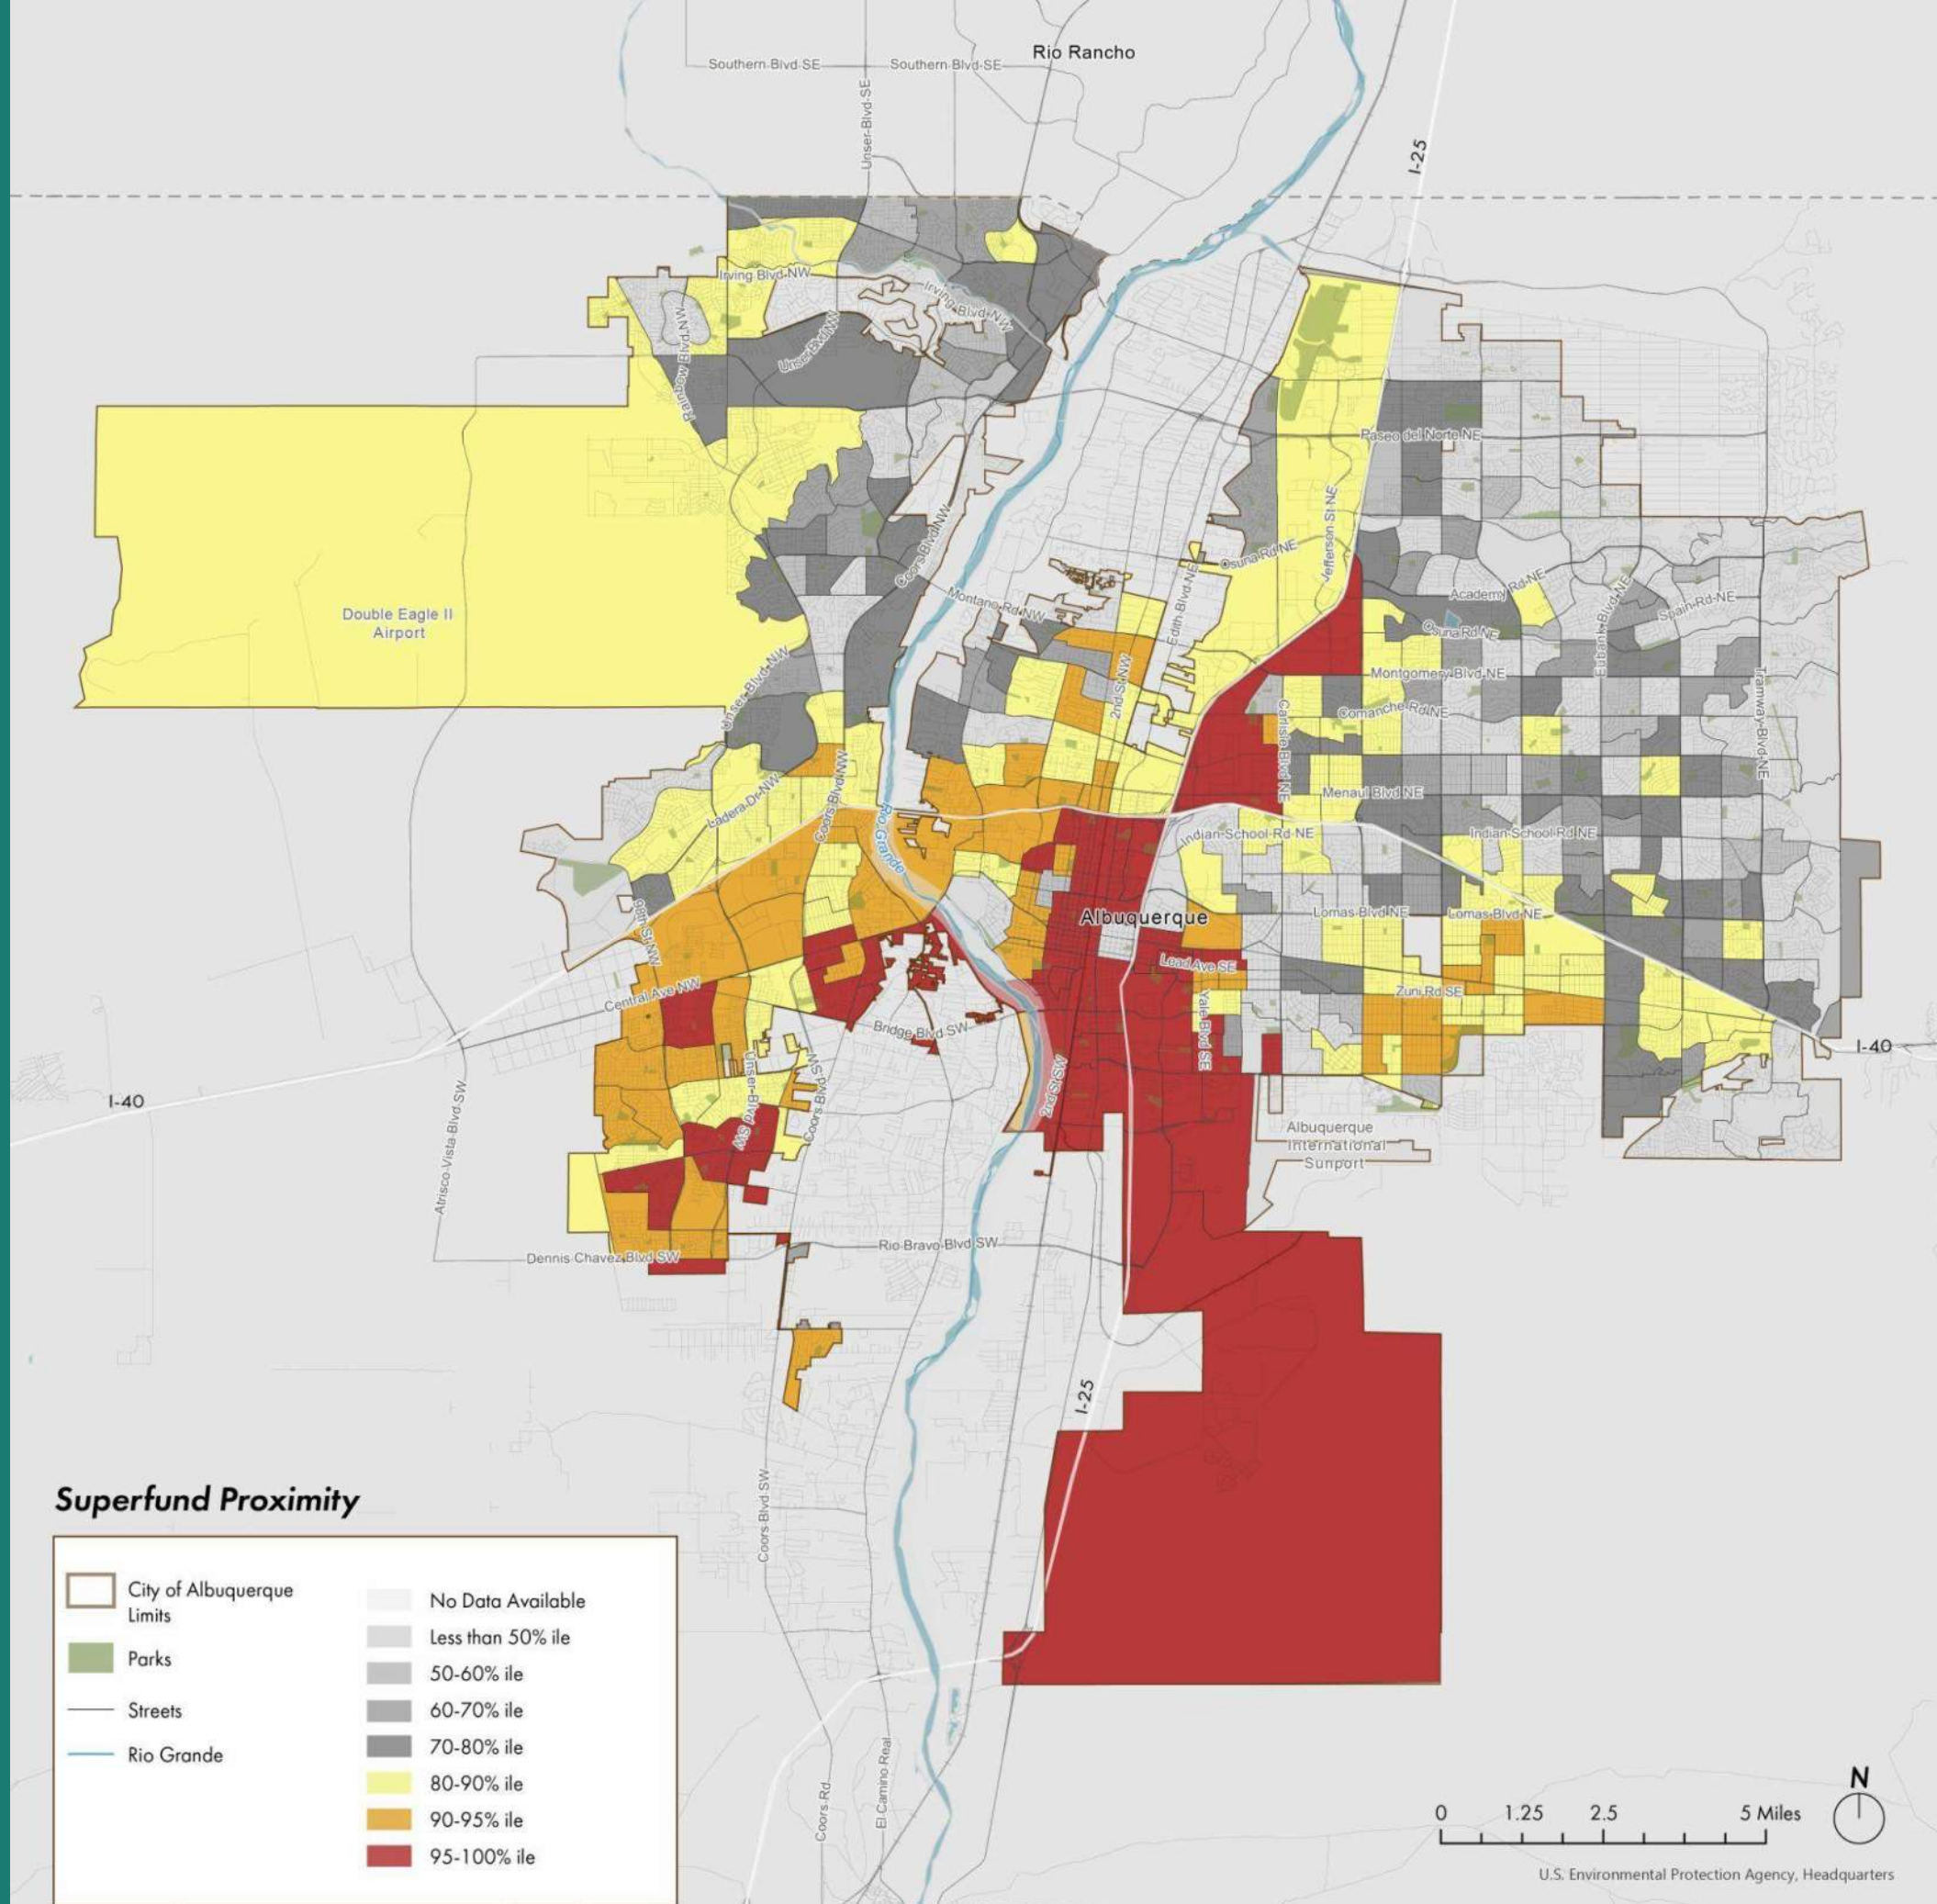 Rio Rancho
Southern Blvd SE
Southern Blvd SE
Unser Blvd SE
I-25
Irving Blvd NW
Irving Blvd NW
Rainbow Blvd NW
Unser Blvd NW
Paseo del Norte NE
Jefferson St NE
Coors Blvd NW
Osuna Rd NE
Montano Rd NW
Edith Blvd NE
Academy Rd NE
Eubank Blvd NE
Spain Rd NE
Osuna Rd NE
Double Eagle II
Airport
Unser Blvd NW
2nd St NW
Montgomery Blvd NE
Carlisle Blvd NE
Comanche Rd NE
Tramway Blvd NE
Ladera Dr NW
Coors Blvd NW
Rio Grande
Menaul Blvd NE
Indian School Rd NE
Indian School Rd NE
98th St NW
Albuquerque
Lomas Blvd NE
Lomas Blvd NE
Lead Ave SE
Central Ave NW
Yale Blvd SE
Zuni Rd SE
Bridge Blvd SW
I-40
I-40
Unser Blvd SW
Coors Blvd SW
2nd St SW
Atrisco Vista Blvd SW
Albuquerque
International
Sunport
Dennis Chavez Blvd SW
Rio Bravo Blvd SW
I-25
Coors Blvd SW
El Camino Real
Coors Rd
Superfund Proximity
City of Albuquerque
Limits
Parks
Streets
Rio Grande
No Data Available
Less than 50% ile
50-60% ile
60-70% ile
70-80% ile
80-90% ile
90-95% ile
95-100% ile
N
0 1.25 2.5 5 Miles
U.S. Environmental Protection Agency, Headquarters